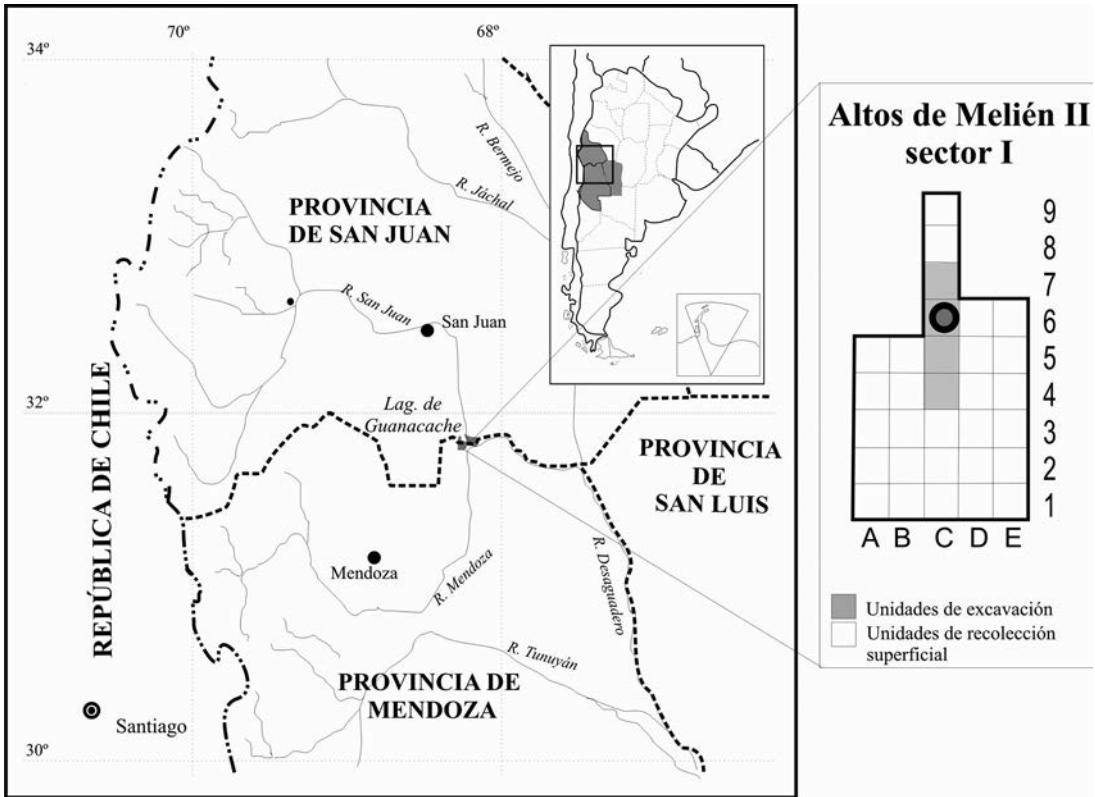 70º
68º
34º
R. Bermejo
R. Jáchal
PROVINCIA
DE SAN JUAN
R. San Juan
San Juan
32º
Lag. de
Guanacache
REPÚBLICA DE CHILE
PROVINCIA
DE
SAN LUIS
Mendoza
R. Mendoza
R. Desaguadero
R. Tunuyán
PROVINCIA DE
MENDOZA
Santiago
30º
Altos de Melién II
sector I
9
8
7
6
5
4
3
2
1
A B C D E
Unidades de excavación
Unidades de recolección
superficial